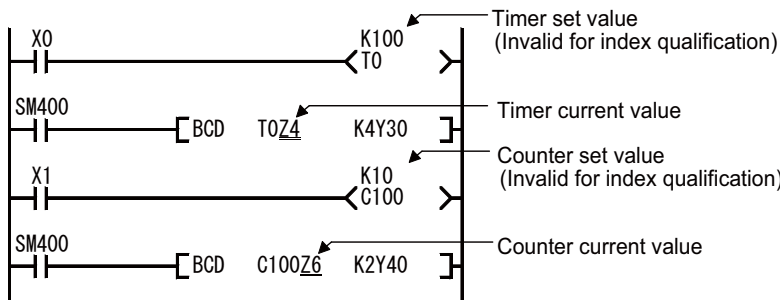 Timer set value
X0
K100
(Invalid for index qualification)
T0
SM400
Timer current value
BCD T0Z4 K4Y30
Counter set value
X1
K10
(Invalid for index qualification)
C100
SM400
BCD C100Z6 K2Y40
Counter current value